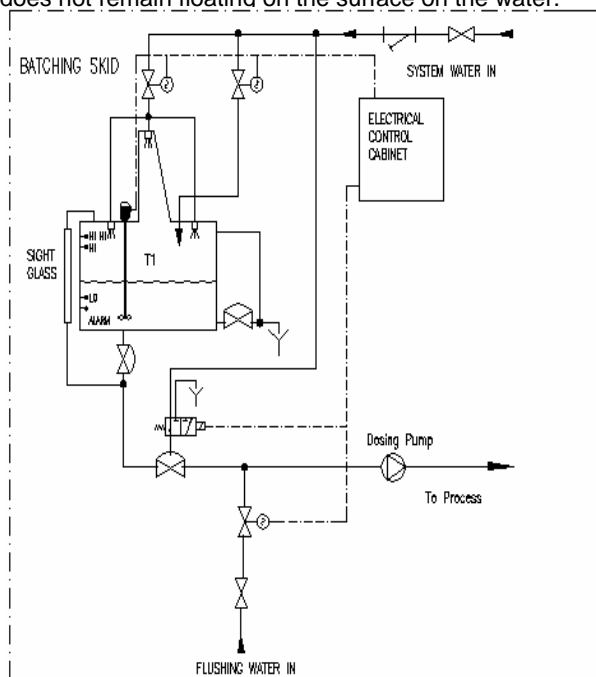 does not remain floating on the surface on the water.
BATCHING SKID
SYSTEM WATER IN
ELECTRICAL
CONTROL
CABINET
SIGHT
GLASS
HI HI
HI
T1
LO
ALARM
Dosing Pump
To Process
FLUSHING WATER IN